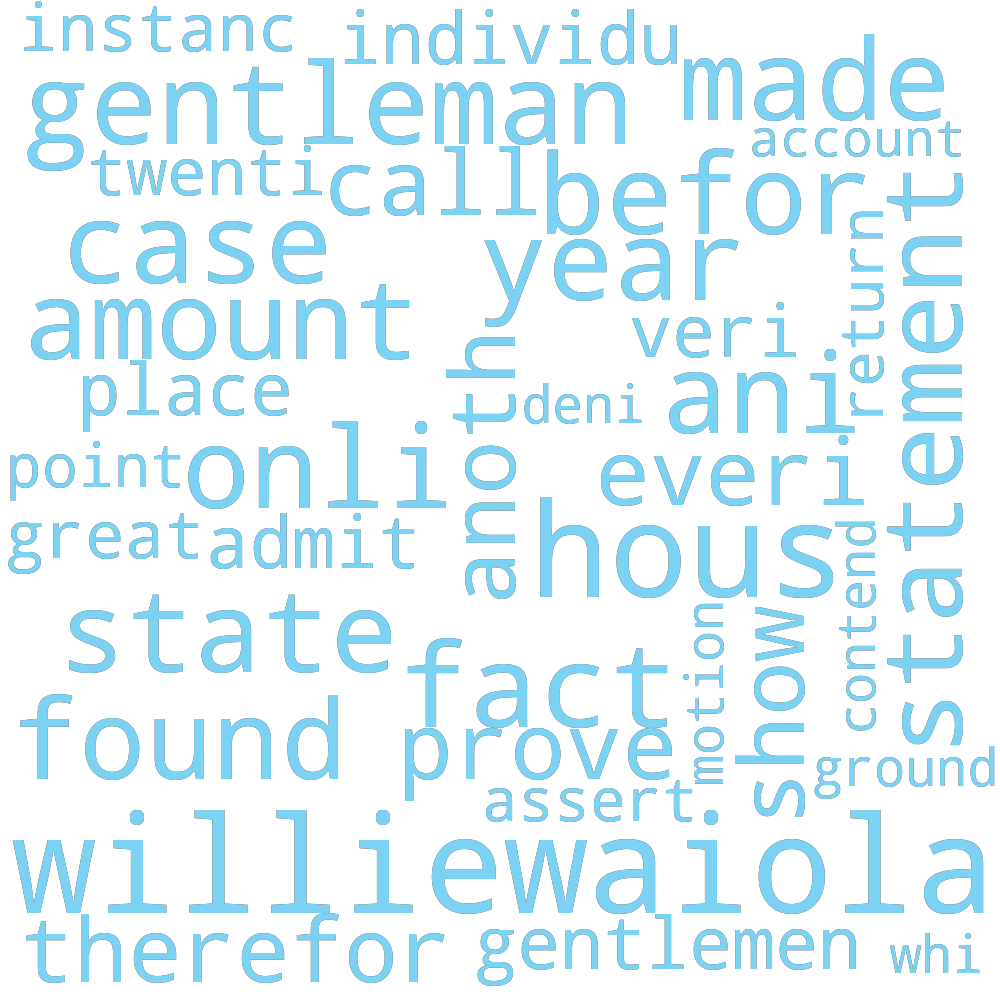 instanc
individu
made
gentleman
account
twenti
call
befor
statement
case
year
return
amount
veri
anoth
place
deni
ani
onli
everi
point
hous
great
admit
contend
state
show
motion
fact
found
prove
ground
assert
williewaiola
therefor
gentlemen
whi